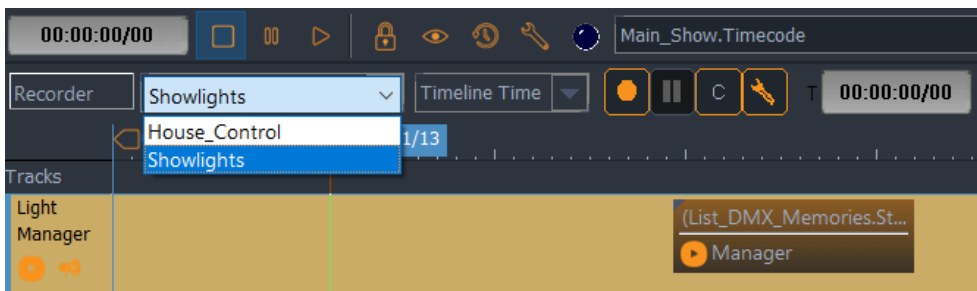 00:00:00/00 Main_Show.Timecode
Recorder Showlights Timeline Time C T 00:00:00/00
House_Control 1/13
Showlights
Tracks
Light
Manager
(List_DMX_Memories.St...
Manager